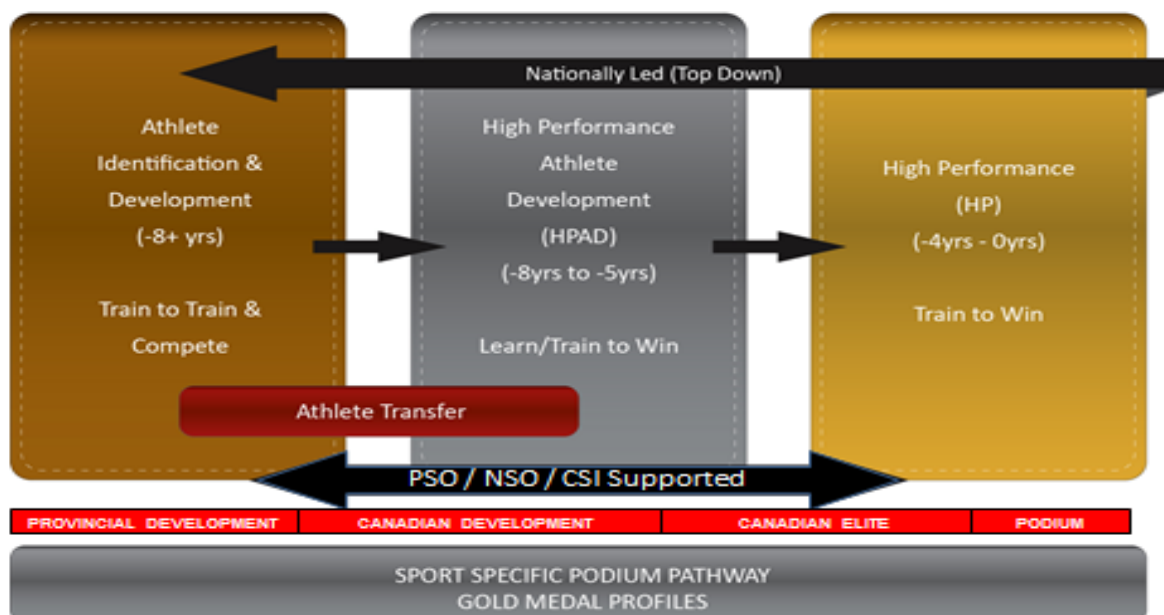 Nationally Led (Top Down)
Athlete
Identification &
Development
(-8+ yrs)
Train to Train &
Compete
High Performance
Athlete
Development
(HPAD)
(-8yrs to -5yrs)
Learn/Train to Win
High Performance
(HP)
(-4yrs - 0yrs)
Train to Win
Athlete Transfer
PSO / NSO / CSI Supported
PROVINCIAL DEVELOPMENT
CANADIAN DEVELOPMENT
CANADIAN ELITE
PODIUM
SPORT SPECIFIC PODIUM PATHWAY
GOLD MEDAL PROFILES